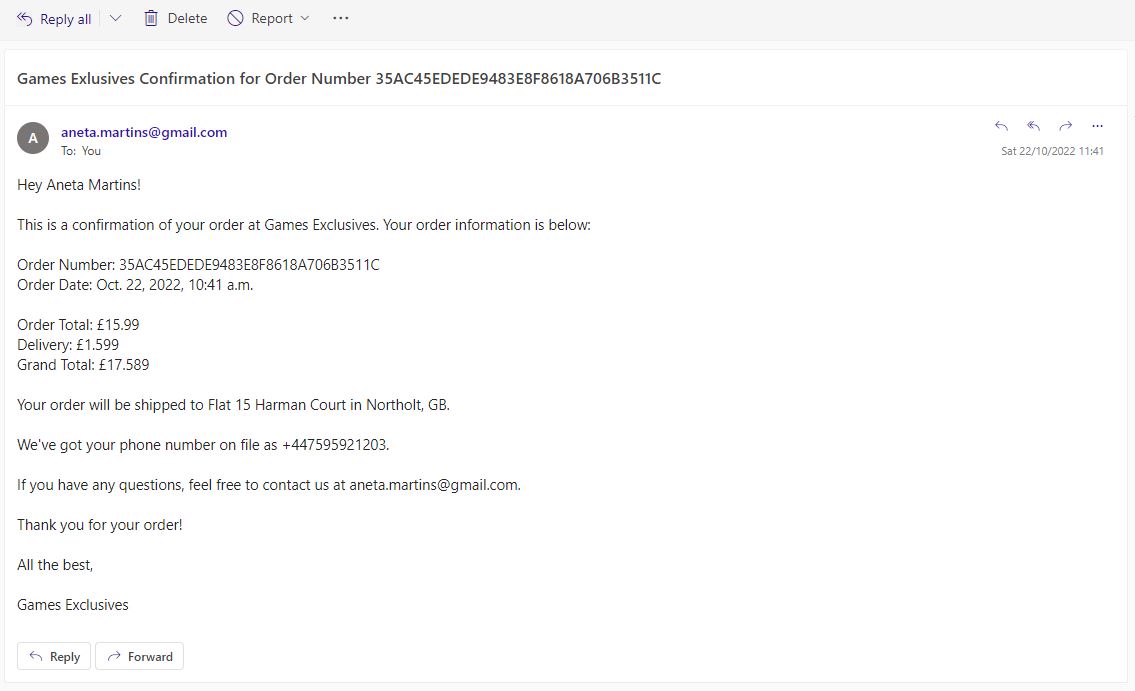 Reply all
Delete
Report
Games Exlusives Confirmation for Order Number 35AC45EDEDE9483E8F8618A706B3511C
A
aneta.martins@gmail.com
To: You
Sat 22/10/2022 11:41
Hey Aneta Martins!
This is a confirmation of your order at Games Exclusives. Your order information is below:
Order Number: 35AC45EDEDE9483E8F8618A706B3511C
Order Date: Oct. 22, 2022, 10:41 a.m.
Order Total: £15.99
Delivery: £1.599
Grand Total: £17.589
Your order will be shipped to Flat 15 Harman Court in Northolt, GB.
We've got your phone number on file as +447595921203.
If you have any questions, feel free to contact us at aneta.martins@gmail.com.
Thank you for your order!
All the best,
Games Exclusives
Reply
Forward